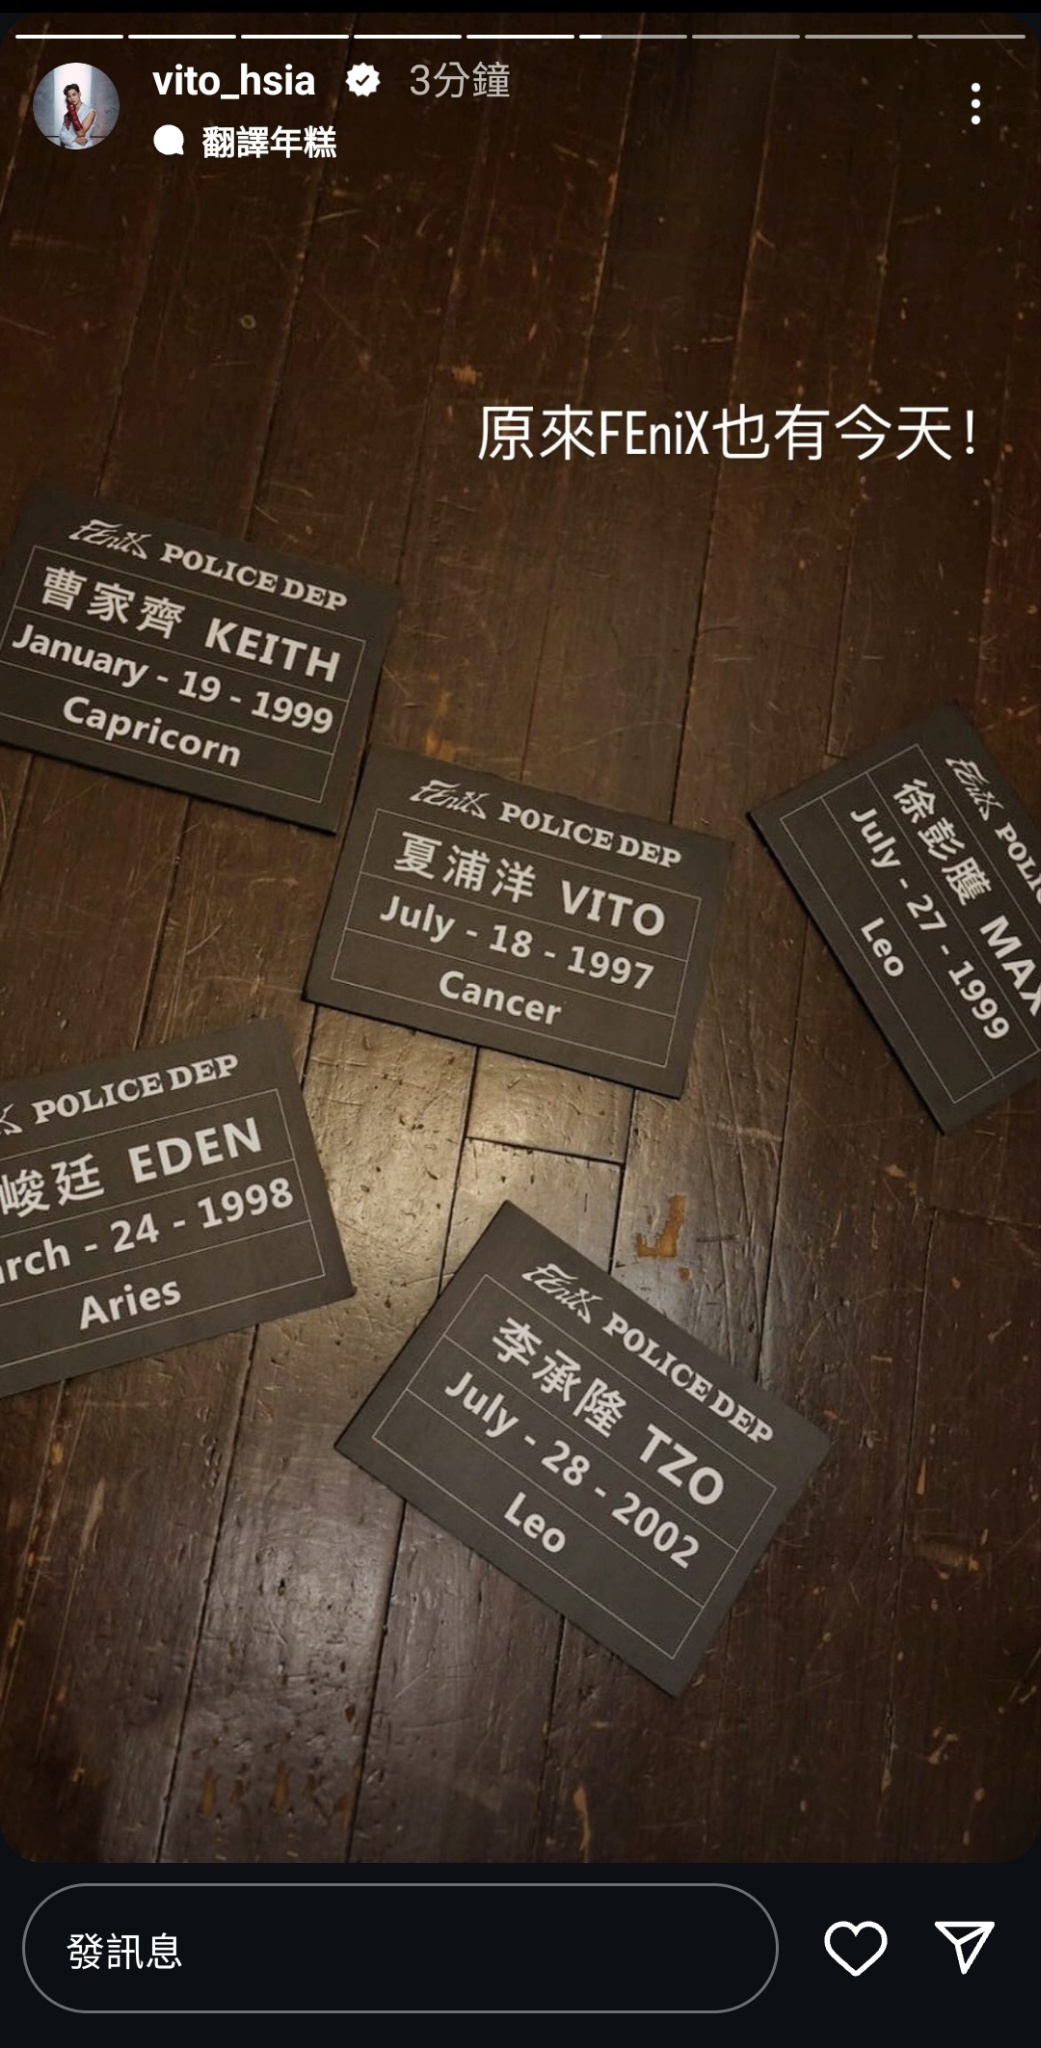 vito_hsia 3分鐘
翻譯年糕
原來FEniX也有今天!
FEniX POLICE DEP
曹家齊 KEITH
January - 19 - 1999
Capricorn
FEniX POLICE DEP
夏浦洋 VITO
July - 18 - 1997
Cancer
FEniX
徐彭 MAX
July - 27 - 1999
Leo
POLICE DEP
峻廷 EDEN
- 24 - 1998
Aries
FEniX POLICE DEP
李承隆 TZO
July - 28 - 2002
Leo
發訊息